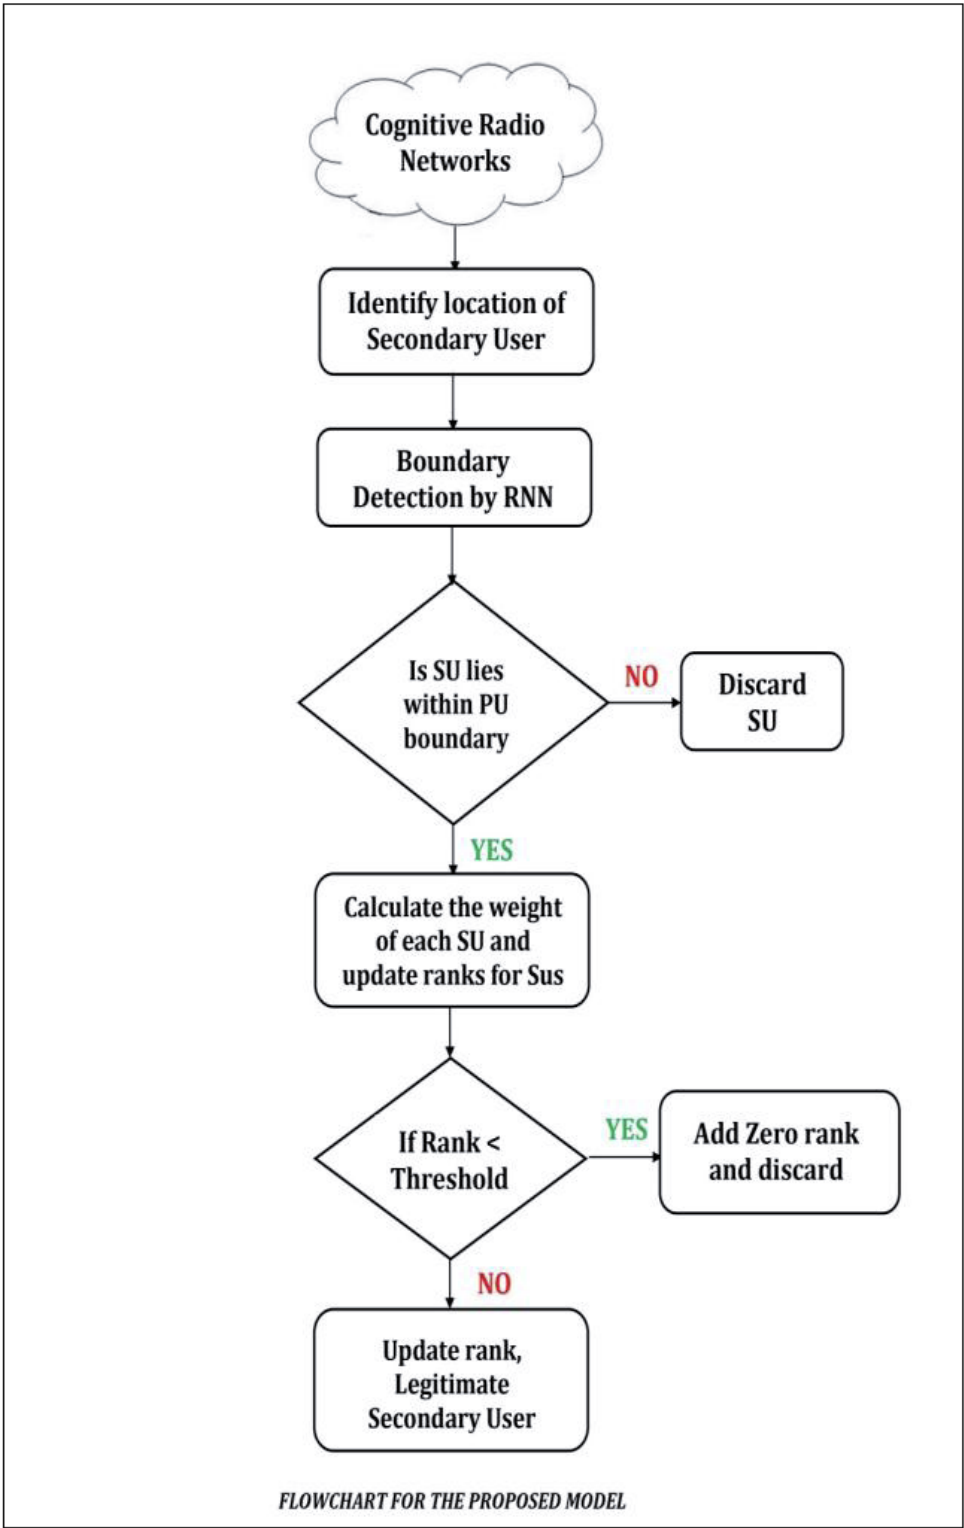 Cognitive Radio
Networks
Identify location of
Secondary User
Boundary
Detection by RNN
Is SU lies
within PU
boundary
NO
Discard
SU
YES
Calculate the weight
of each SU and
update ranks for Sus
If Rank <
Threshold
YES
Add Zero rank
and discard
NO
Update rank,
Legitimate
Secondary User
FLOWCHART FOR THE PROPOSED MODEL